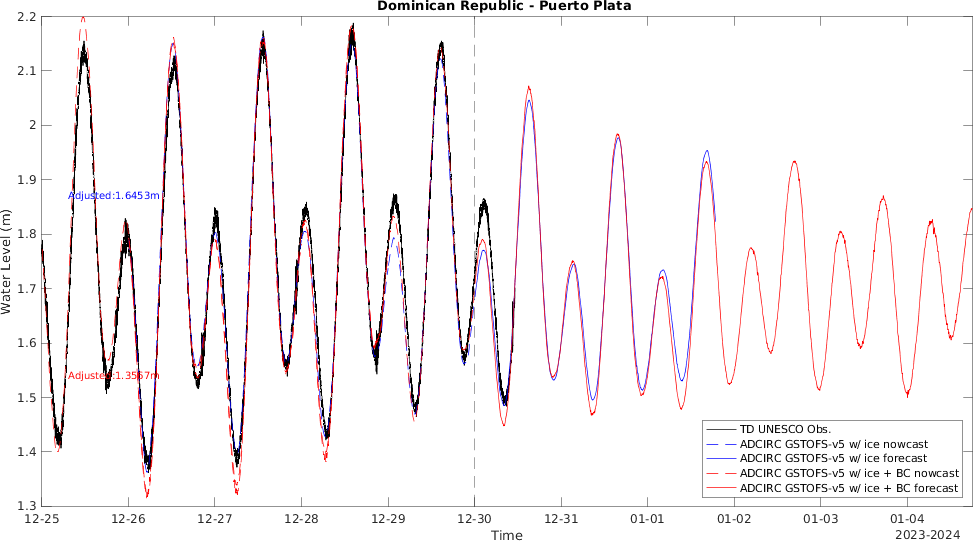 Dominican Republic - Puerto Plata
Water Level (m)
2.2
2.1
2
1.9
1.8
1.7
1.6
1.5
1.4
1.3
Adjusted:1.6453m
Adjusted:1.3557m
TD UNESCO Obs.
ADCIRC GSTOFS-v5 w/ ice nowcast
ADCIRC GSTOFS-v5 w/ ice forecast
ADCIRC GSTOFS-v5 w/ ice + BC nowcast
ADCIRC GSTOFS-v5 w/ ice + BC forecast
12-25 12-26 12-27 12-28 12-29 12-30 12-31 01-01 01-02 01-03 01-04
Time
2023-2024